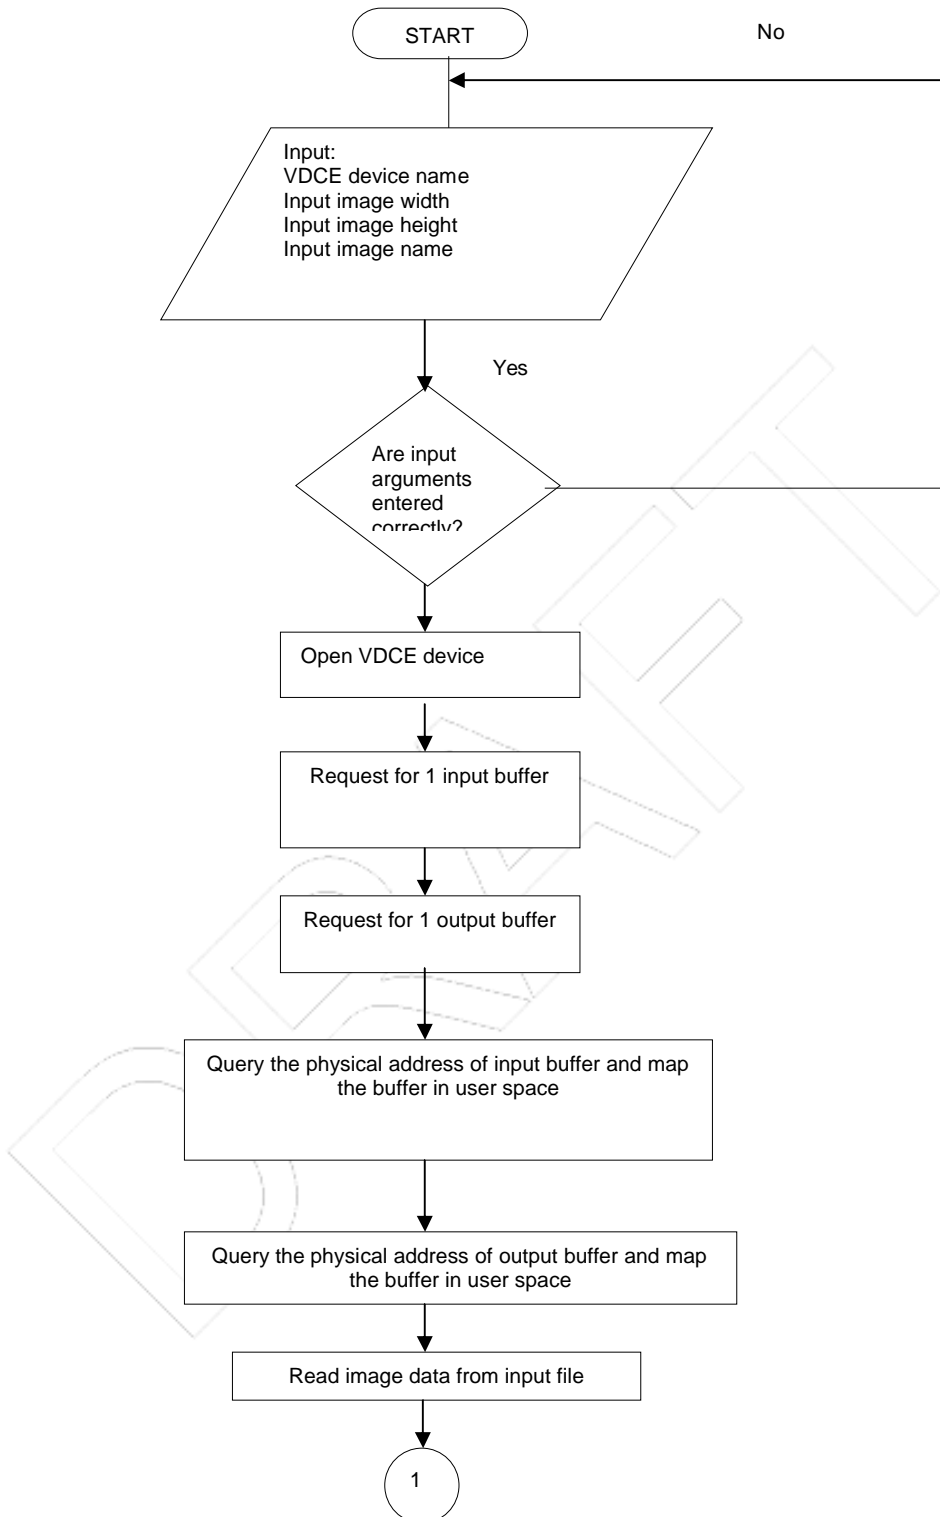 START
No
Input:
VDCE device name
Input image width
Input image height
Input image name
Yes
Are input
arguments
entered
correctly?
Open VDCE device
Request for 1 input buffer
Request for 1 output buffer
Query the physical address of input buffer and map
the buffer in user space
Query the physical address of output buffer and map
the buffer in user space
Read image data from input file
1
DRAFT